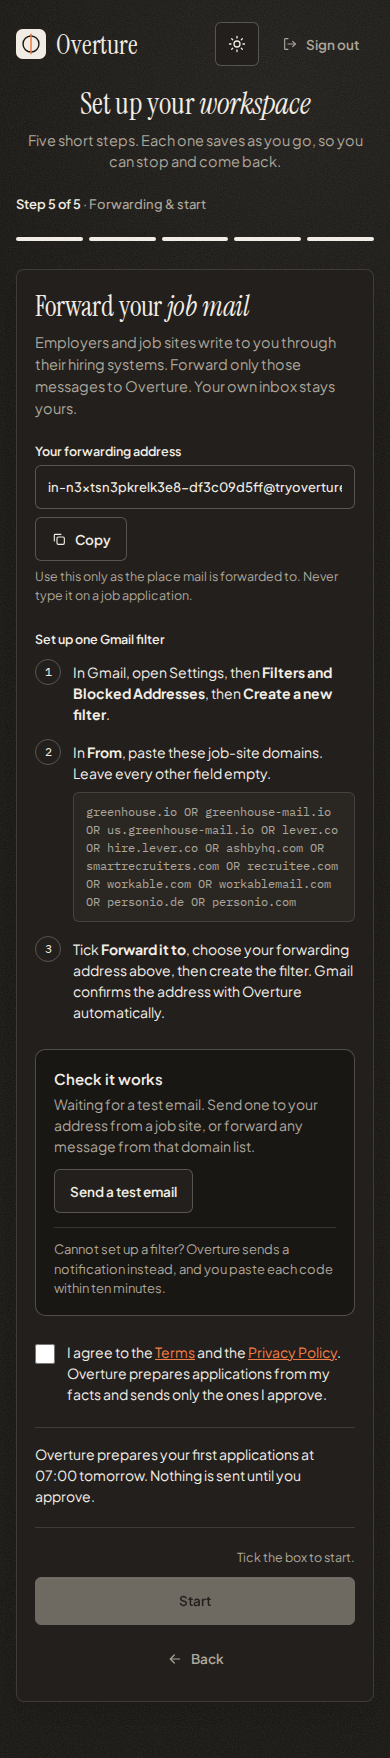 Overture
Sign out
Set up your workspace
Five short steps. Each one saves as you go, so you
can stop and come back.
Step 5 of 5 · Forwarding & start
Forward your job mail
Employers and job sites write to you through
their hiring systems. Forward only those
messages to Overture. Your own inbox stays
yours.
Your forwarding address
in-n3xtsn3pkrelk3e8-df3c09d5ff@tryoverture
Copy
Use this only as the place mail is forwarded to. Never
type it on a job application.
Set up one Gmail filter
1
In Gmail, open Settings, then Filters and
Blocked Addresses, then Create a new
filter.
2
In From, paste these job-site domains.
Leave every other field empty.
greenhouse.io OR greenhouse-mail.io
OR us.greenhouse-mail.io OR lever.co
OR hire.lever.co OR ashbyhq.com OR
smartrecruiters.com OR recruitee.com
OR workable.com OR workablemail.com
OR personio.de OR personio.com
3
Tick Forward it to, choose your forwarding
address above, then create the filter. Gmail
confirms the address with Overture
automatically.
Check it works
Waiting for a test email. Send one to your
address from a job site, or forward any
message from that domain list.
Send a test email
Cannot set up a filter? Overture sends a
notification instead, and you paste each code
within ten minutes.
I agree to the Terms and the Privacy Policy.
Overture prepares applications from my
facts and sends only the ones I approve.
Overture prepares your first applications at
07:00 tomorrow. Nothing is sent until you
approve.
Tick the box to start.
Start
Back